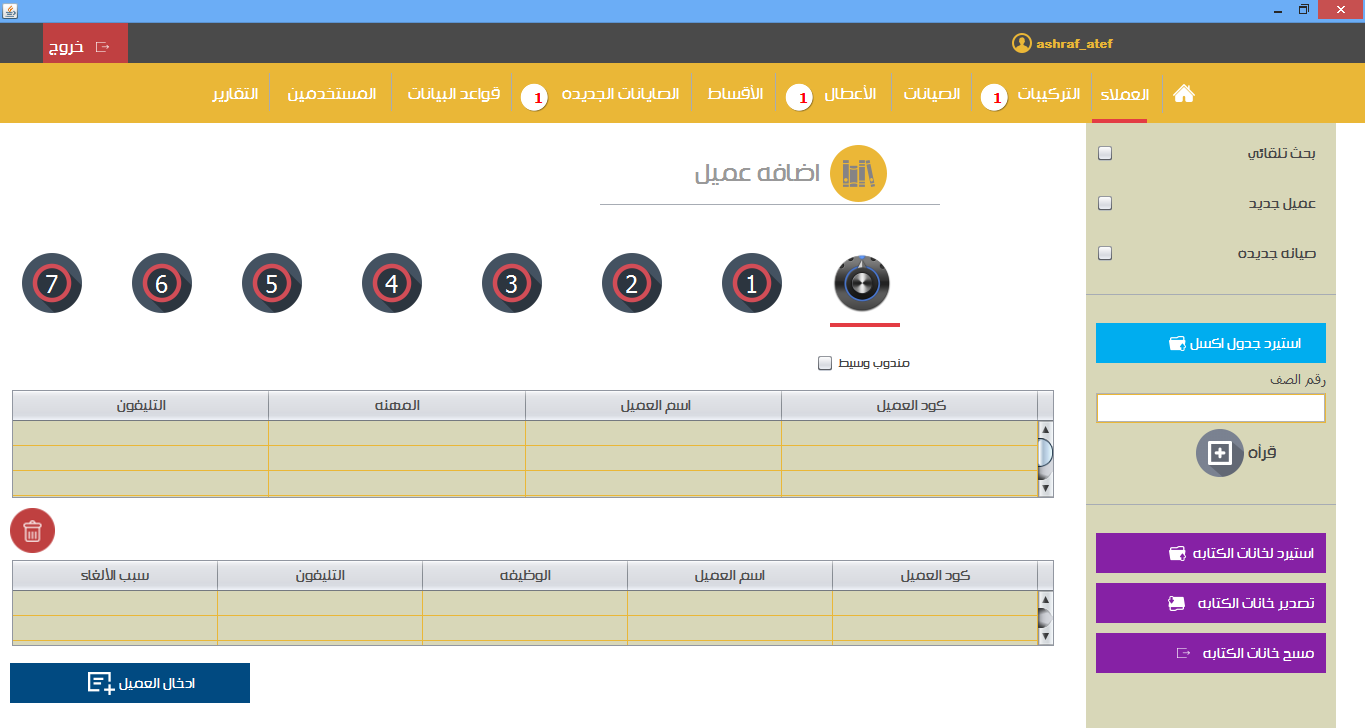 ashraf_atef
خروج
العملاء
التركيبات 1
الصيانات
الأعطال 1
الأقساط
الصايانات الجديده 1
قواعد البيانات
المستخدمين
التقارير
بحث تلقائي
عميل جديد
صيانه جديده
استيرد جدول اكسل
رقم الصف
قرأه
استيرد لخانات الكتابه
تصدير خانات الكتابه
مسح خانات الكتابه
اضافه عميل
1 2 3 4 5 6 7
مندوب وسيط
كود العميل اسم العميل المهنه التليفون
كود العميل اسم العميل الوظيفه التليفون سبب الألغاء
ادخال العميل